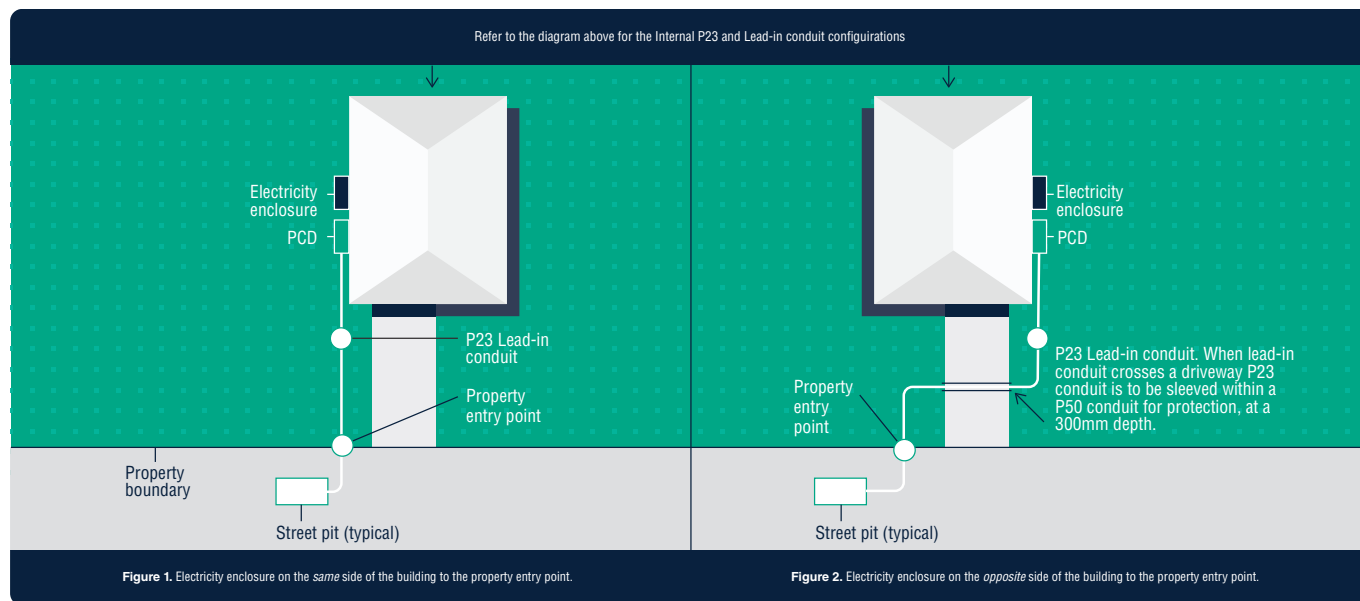 Refer to the diagram above for the Internal P23 and Lead-in conduit configuirations
Electricity
enclosure
PCD
P23 Lead-in
conduit
Property
entry point
Property
boundary
Street pit (typical)
Electricity
enclosure
PCD
P23 Lead-in conduit. When lead-in
conduit crosses a driveway P23
conduit is to be sleeved within a
P50 conduit for protection, at a
300mm depth.
Property
entry
point
Street pit (typical)
Figure 1. Electricity enclosure on the same side of the building to the property entry point.
Figure 2. Electricity enclosure on the opposite side of the building to the property entry point.